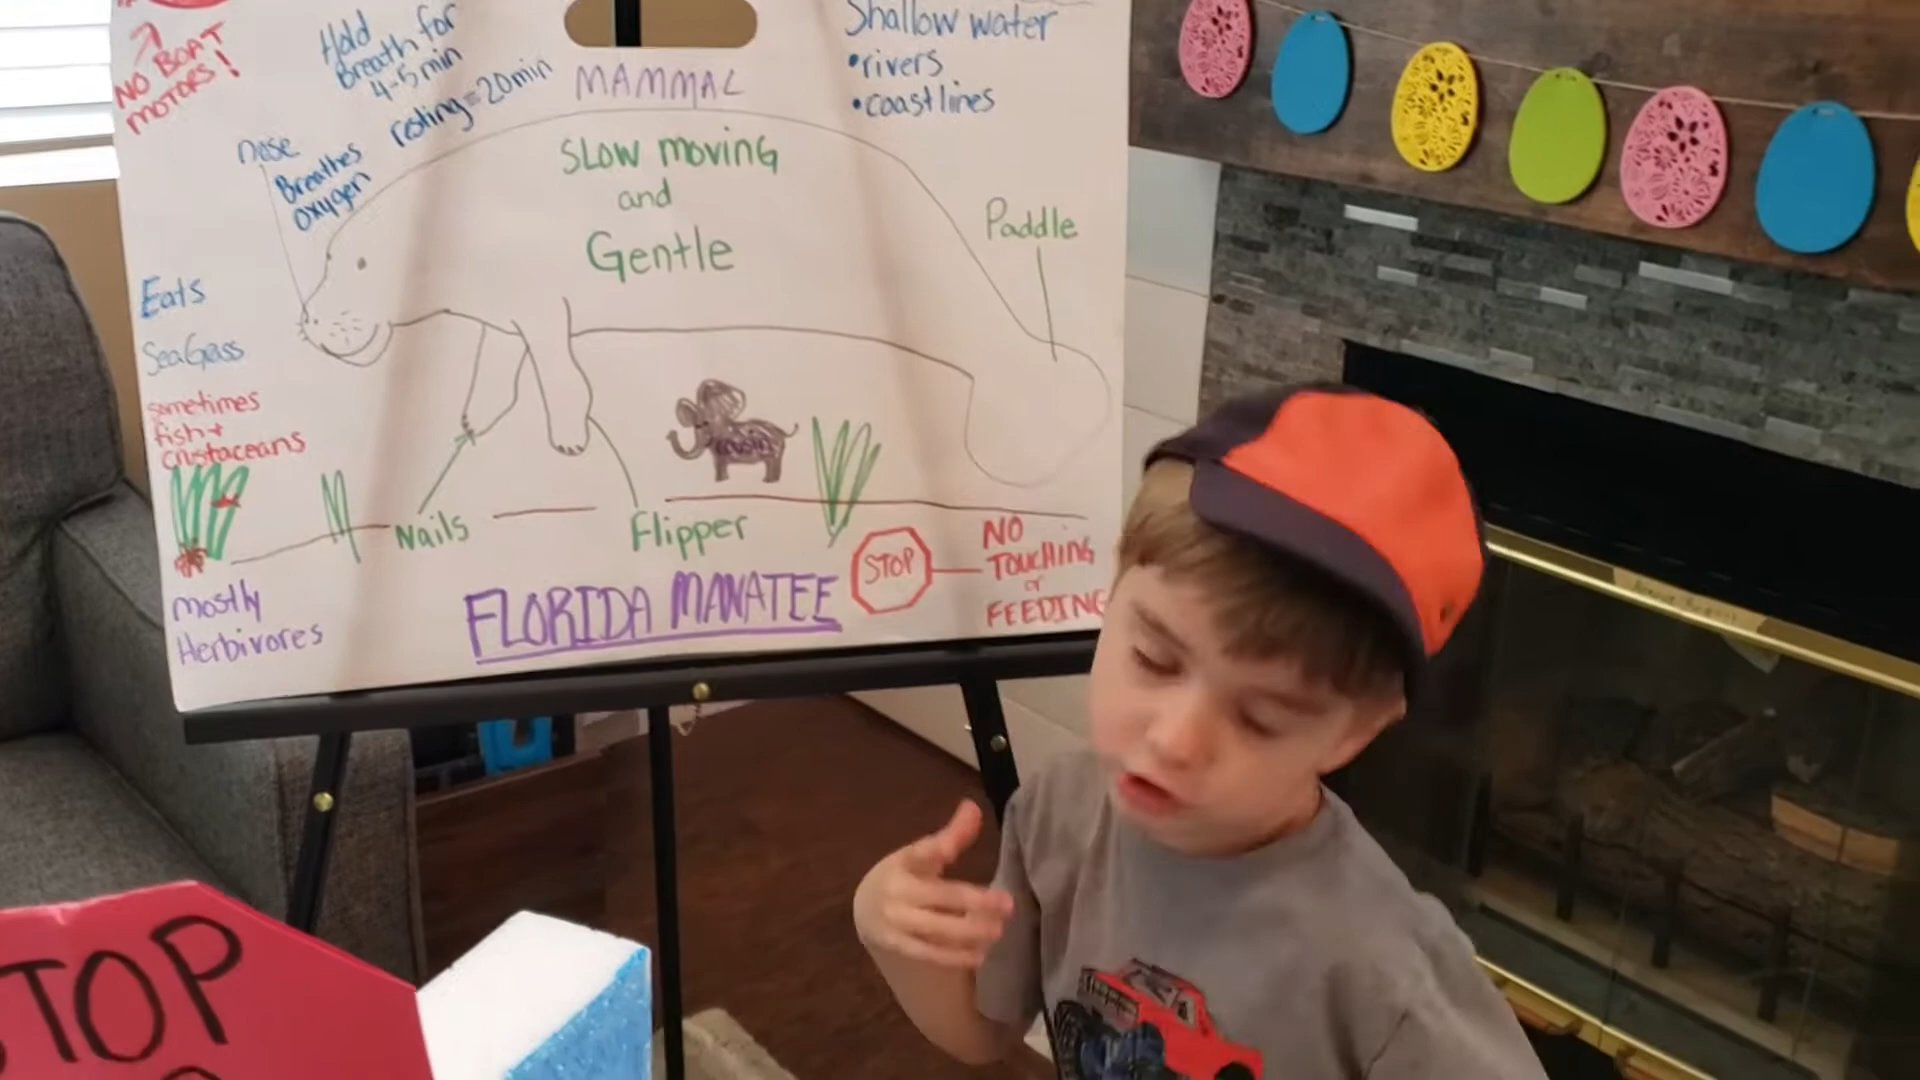 NO BOAT
MOTORS!
Hold
Breath for
4-5 min
resting = 20min
MAMMAL
Shallow water
•rivers
•coastlines
nose
Breathes
oxygen
SLOW moving
and
Gentle
Paddle
Eats
SeaGrass
sometimes
fish +
crustaceans
cousin
Nails
Flipper
STOP
NO
TOUCHING
or
FEEDING
mostly
Herbivores
FLORIDA MANATEE
STOP